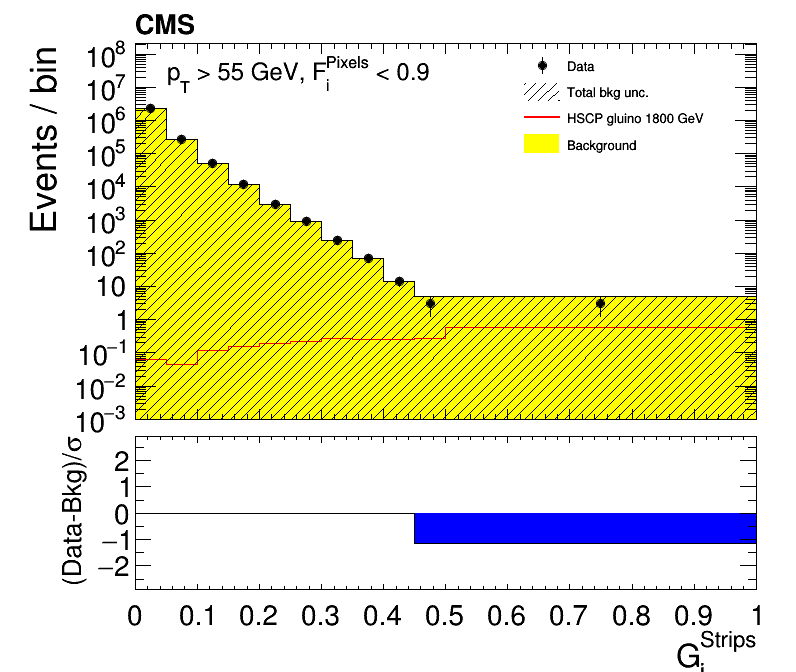 CMS
Events / bin
p_T > 55 GeV, F_i^Pixels < 0.9
Data
Total bkg unc.
HSCP gluino 1800 GeV
Background
10^8
10^7
10^6
10^5
10^4
10^3
10^2
10
1
10^−1
10^−2
10^−3
(Data-Bkg)/σ
2
1
0
−1
−2
0 0.1 0.2 0.3 0.4 0.5 0.6 0.7 0.8 0.9 1
G_i^Strips